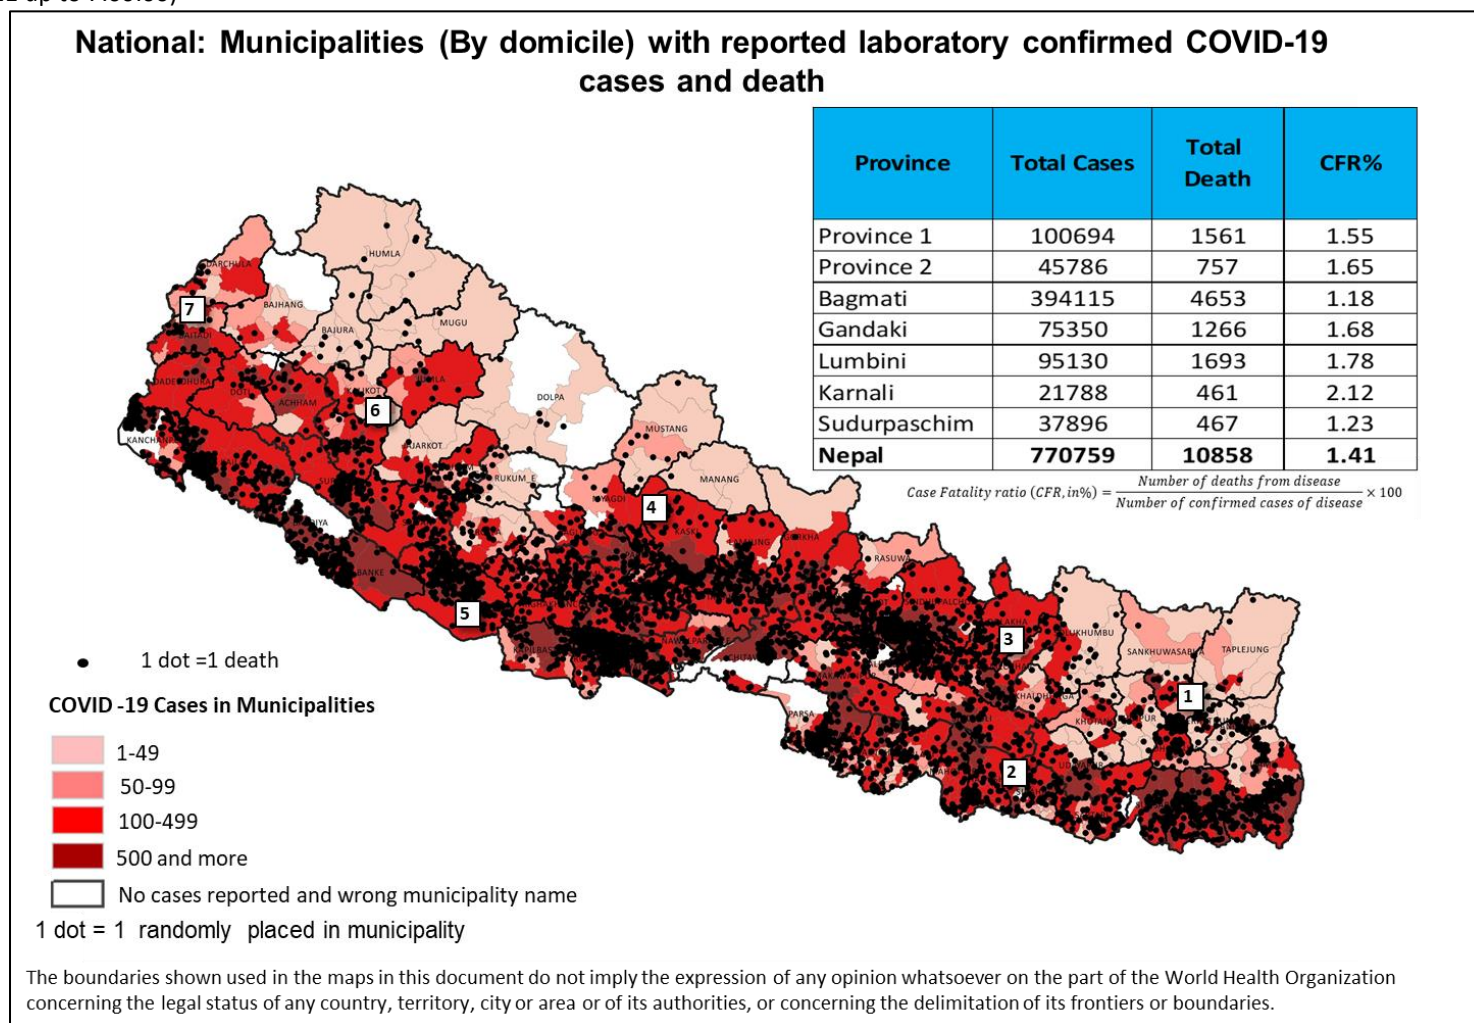 National: Municipalities (By domicile) with reported laboratory confirmed COVID-19
cases and death
Province Total Cases Total Death CFR%
Province 1 100694 1561 1.55
Province 2 45786 757 1.65
Bagmati 394115 4653 1.18
Gandaki 75350 1266 1.68
Lumbini 95130 1693 1.78
Karnali 21788 461 2.12
Sudurpaschim 37896 467 1.23
Nepal 770759 10858 1.41
Case Fatality ratio (CFR, in%) = Number of deaths from disease / Number of confirmed cases of disease × 100
HUMLA
DARCHULA
7
BAJHANG
MUGU
BAJURA
BAITADI
DADELDHURA
DOTI
ACHHAM
6
DOLPA
MUSTANG
MANANG
RUKUM_E
4
KASKI
LAMJUNG
GORKHA
RASUWA
BANKE
5
3
SANKHUWASABHA
TAPLEJUNG
1
PARSA
2
1 dot =1 death
COVID -19 Cases in Municipalities
1-49
50-99
100-499
500 and more
No cases reported and wrong municipality name
1 dot = 1 randomly placed in municipality
The boundaries shown used in the maps in this document do not imply the expression of any opinion whatsoever on the part of the World Health Organization
concerning the legal status of any country, territory, city or area or of its authorities, or concerning the delimitation of its frontiers or boundaries.